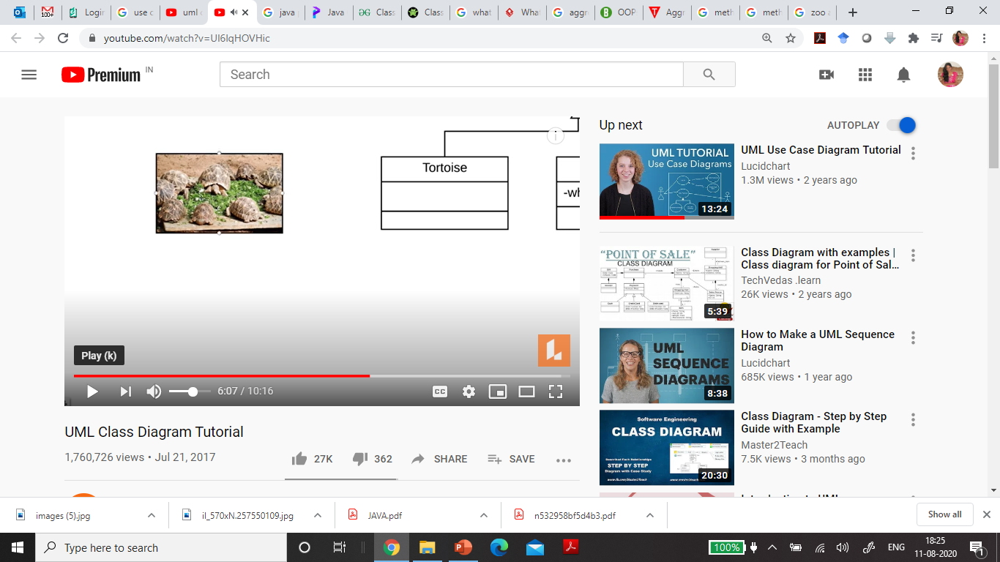 100+
Login
use c
uml c
java
Java
Class
Class
what
What
aggre
OOP
Aggr
meth
meth
zoo a
youtube.com/watch?v=UI6lqHOVHic
Premium IN
Search
Tortoise
-wh
Play (k)
6:07 / 10:16
CC
UML Class Diagram Tutorial
1,760,726 views • Jul 21, 2017
27K
362
SHARE
SAVE
Up next
AUTOPLAY
UML TUTORIAL
Use Case Diagrams
13:24
UML Use Case Diagram Tutorial
Lucidchart
1.3M views • 2 years ago
“POINT OF SALE”
CLASS DIAGRAM
5:39
Class Diagram with examples |
Class diagram for Point of Sal...
TechVedas .learn
26K views • 2 years ago
UML
SEQUENCE
DIAGRAMS
8:38
How to Make a UML Sequence
Diagram
Lucidchart
685K views • 1 year ago
Software Engineering
CLASS DIAGRAM
STEP BY STEP
Diagram with Case Study
20:30
Class Diagram - Step by Step
Guide with Example
Master2Teach
7.5K views • 3 months ago
images (5).jpg
il_570xN.257550109.jpg
JAVA.pdf
n532958bf5d4b3.pdf
Show all
Type here to search
100%
ENG
18:25
11-08-2020
1